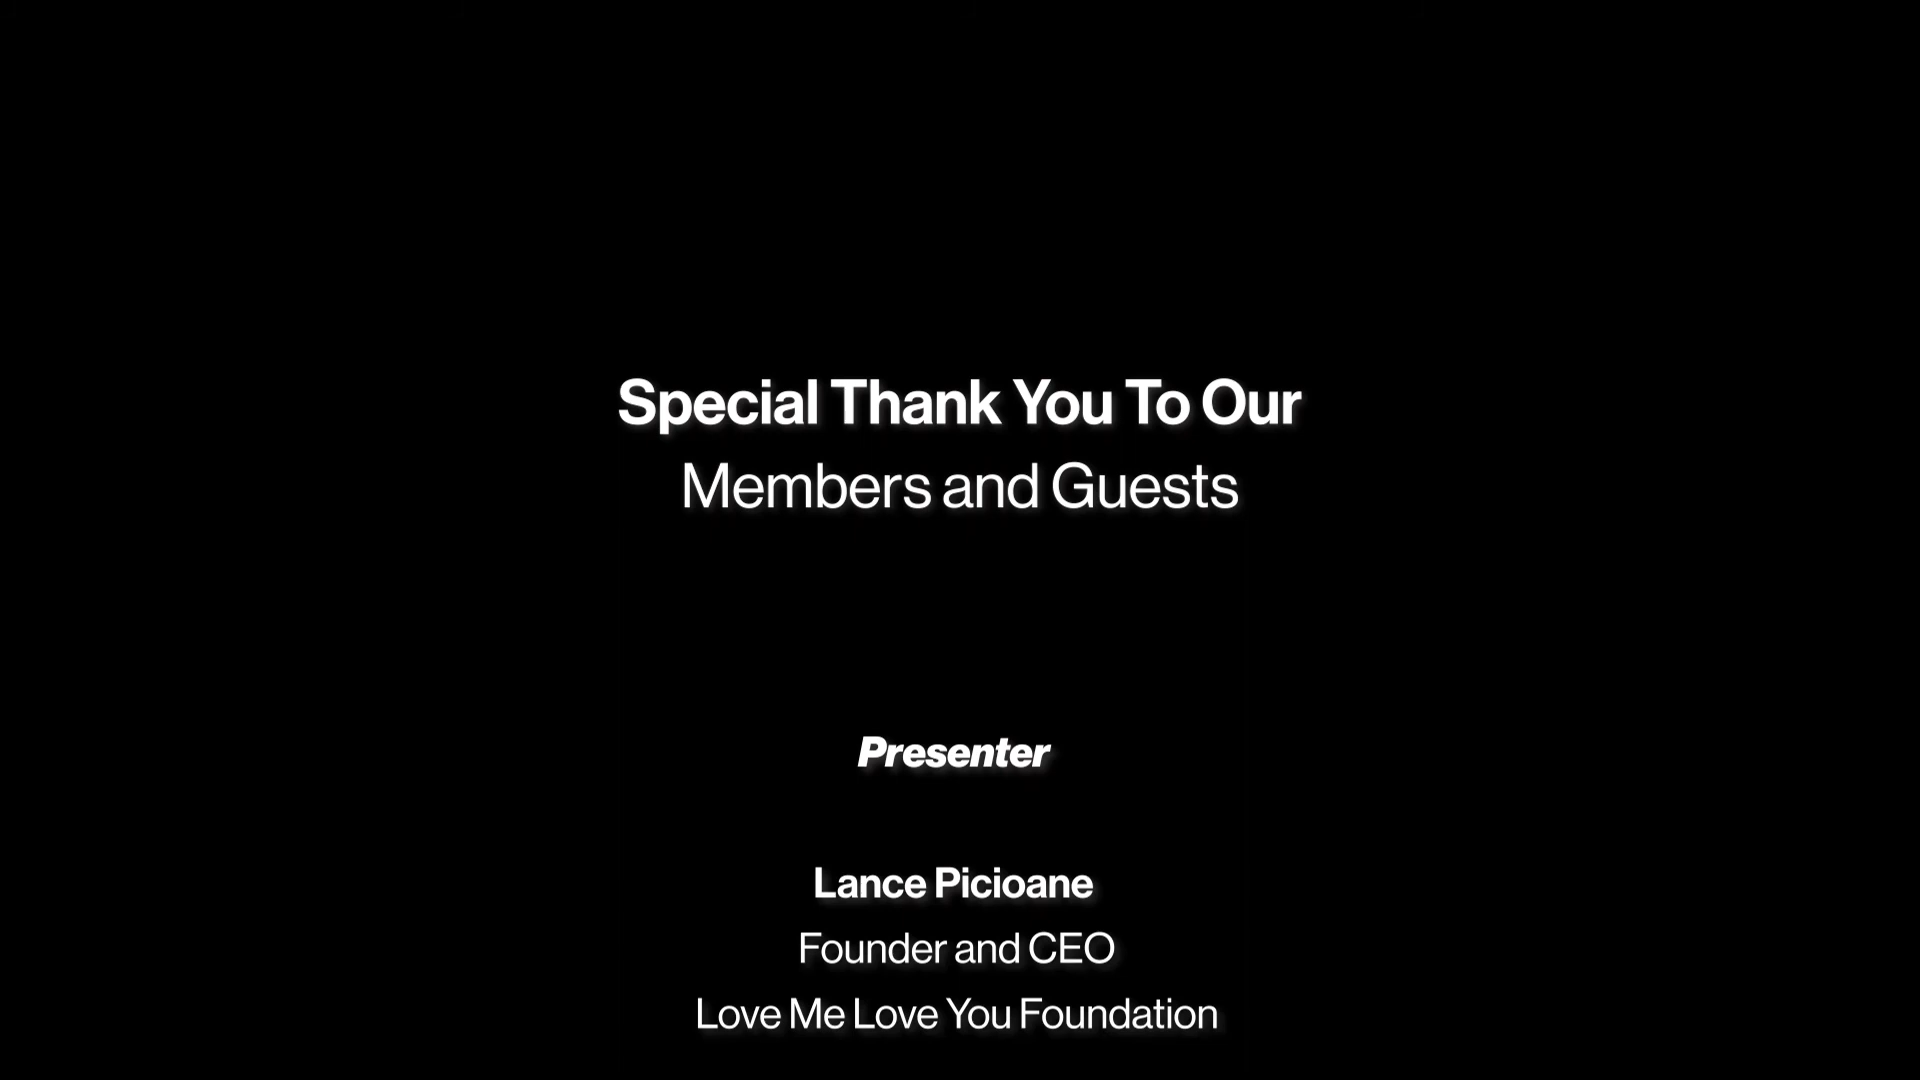 Special Thank You To Our
Members and Guests
Presenter
Lance Picioane
Founder and CEO
Love Me Love You Foundation